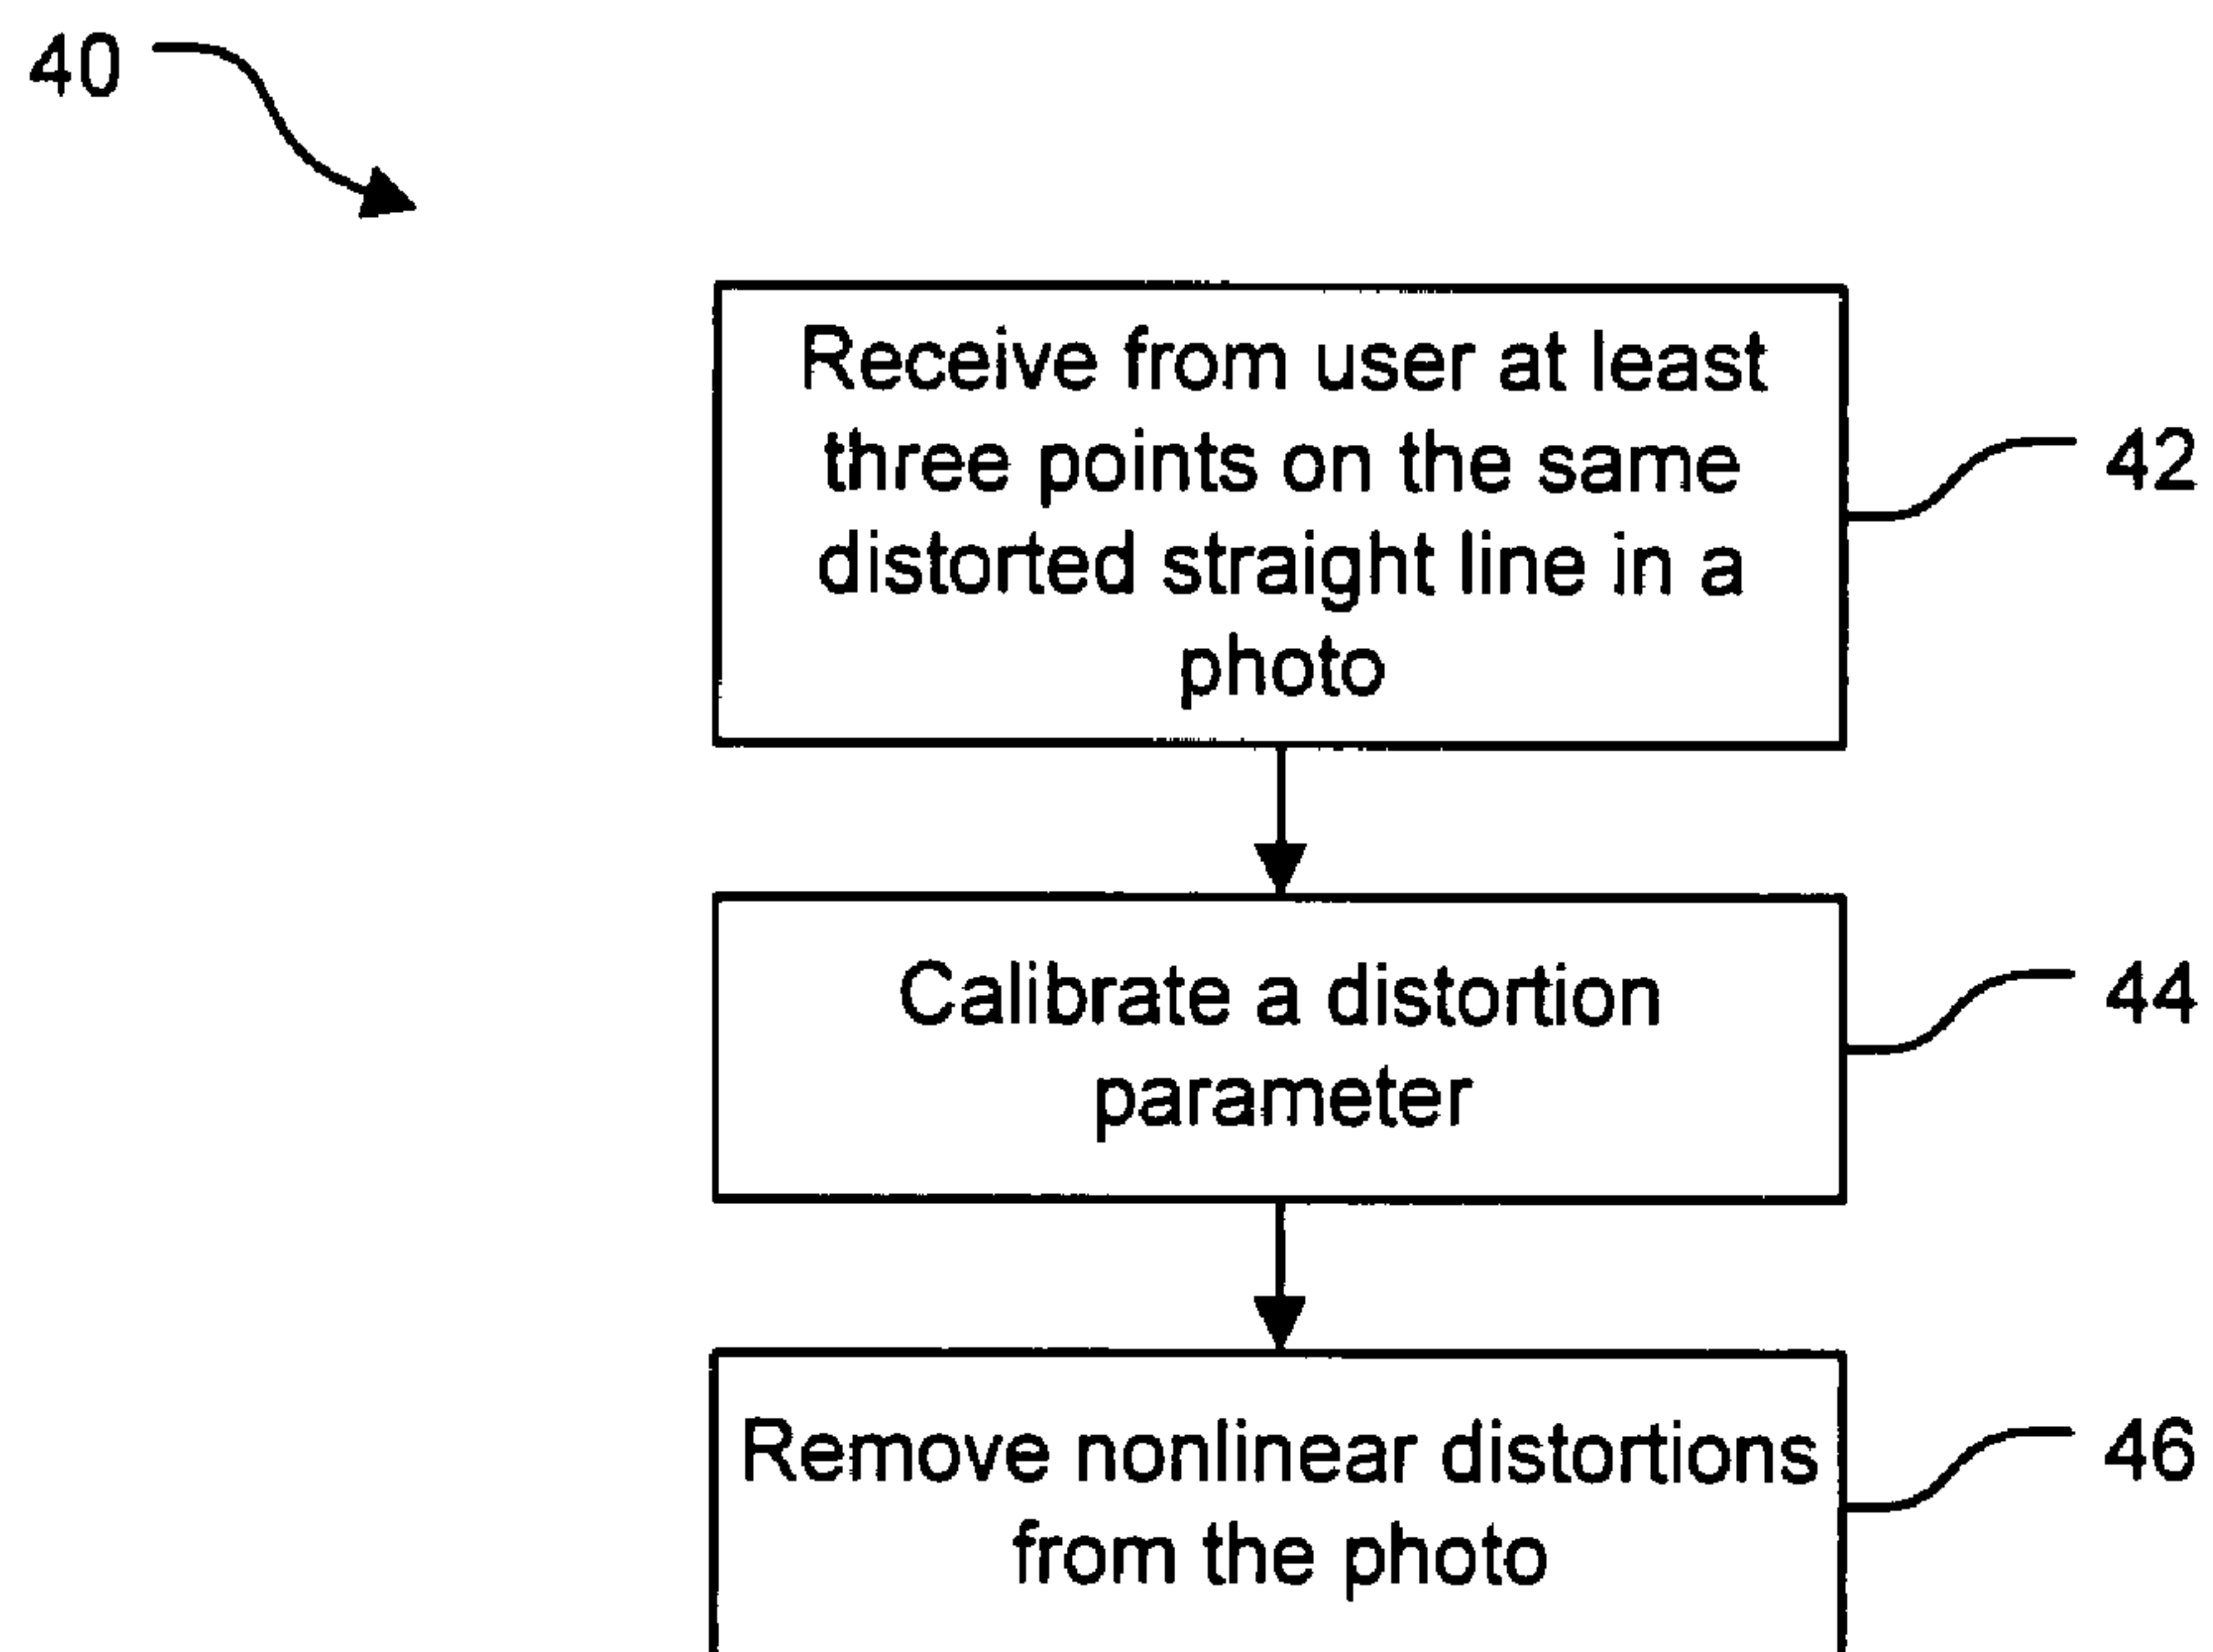 40
Receive from user at least
three points on the same
distorted straight line in a
photo
42
Calibrate a distortion
parameter
44
Remove nonlinear distortions
from the photo
46